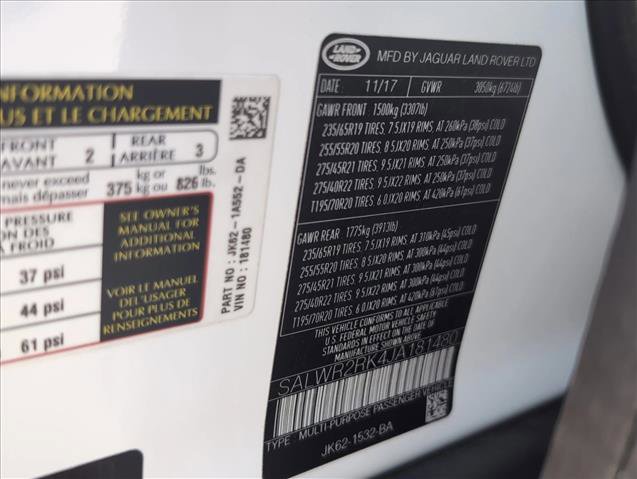 INFORMATION
US ET LE CHARGEMENT
FRONT
AVANT 2 REAR
ARRIÈRE 3
never exceed
mais dépasser 375 kg or
kg ou 826 lb.
lb.
PRESSURE
ION DES
À FROID
37 psi
44 psi
61 psi
SEE OWNER'S
MANUAL FOR
ADDITIONAL
INFORMATION
VOIR LE MANUEL
DE L'USAGER
POUR PLUS DE
RENSEIGNEMENTS
PART NO : JK62-1A552-DA
VIN NO : 181480
LAND ROVER
MFD BY JAGUAR LAND ROVER LTD
DATE : 11/17 GVWR 3050kg (6724lb)
GAWR FRONT 1500kg (3307lb)
235/65R19 TIRES, 7.5JX19 RIMS, AT 260kPa (38psi) COLD
255/55R20 TIRES, 8.5JX20 RIMS, AT 250kPa (37psi) COLD
275/45R21 TIRES, 9.5JX21 RIMS, AT 250kPa (37psi) COLD
275/40R22 TIRES, 9.5JX22 RIMS, AT 250kPa (37psi) COLD
T195/70R20 TIRES, 6.0JX20 RIMS, AT 420kPa (61psi) COLD
GAWR REAR 1775kg (3913lb)
235/65R19 TIRES, 7.5JX19 RIMS, AT 310kPa (45psi) COLD
255/55R20 TIRES, 8.5JX20 RIMS, AT 300kPa (44psi) COLD
275/45R21 TIRES, 9.5JX21 RIMS, AT 300kPa (44psi) COLD
275/40R22 TIRES, 9.5JX22 RIMS, AT 300kPa (44psi) COLD
T195/70R20 TIRES, 6.0JX20 RIMS, AT 420kPa (61psi) COLD
THIS VEHICLE CONFORMS TO ALL APPLICABLE
U.S. FEDERAL MOTOR VEHICLE SAFETY
STANDARDS IN EFFECT ON THE DATE OF
MANUFACTURE SHOWN ABOVE
SALWR2RK4JA181480
TYPE : MULTI-PURPOSE PASSENGER VEHICLE
JK62-1532-BA